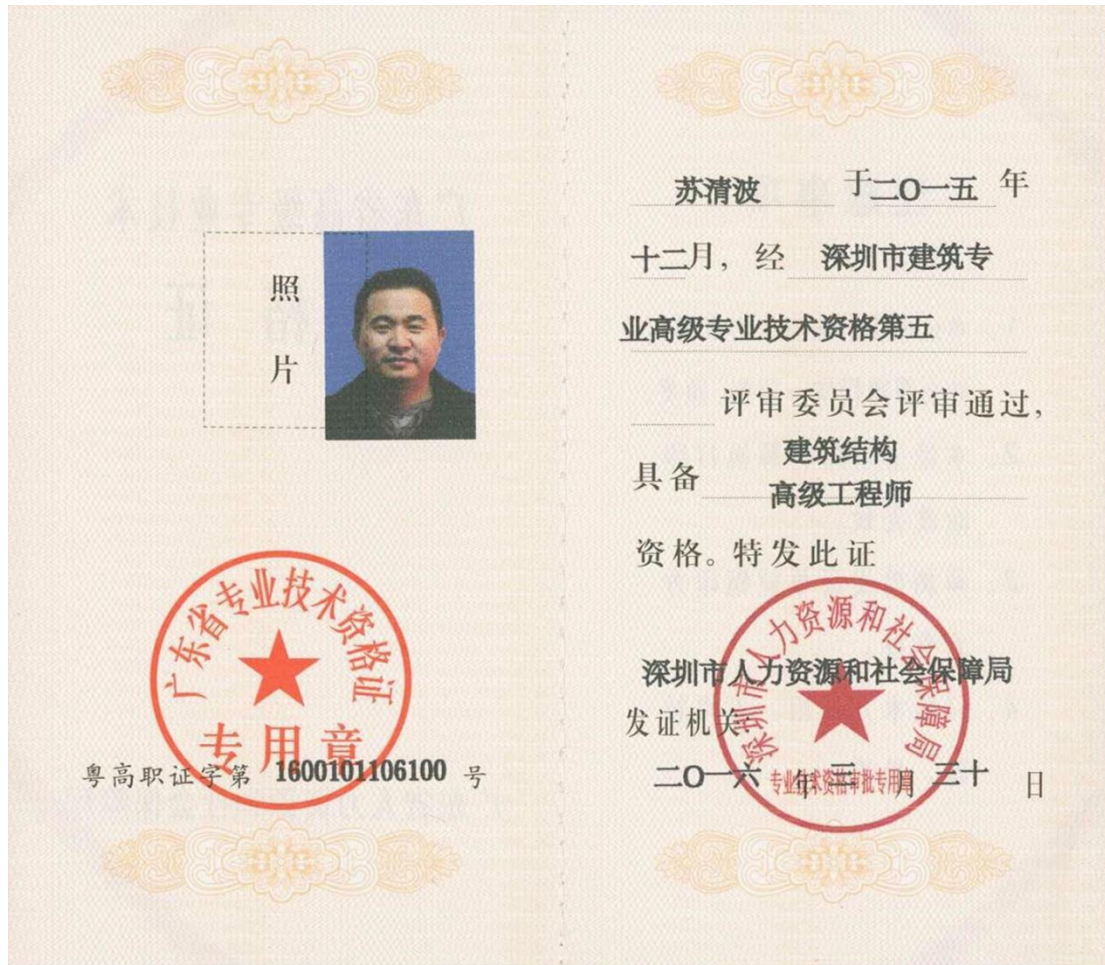 照
片
广东省专业技术资格证
专用章
粤高职证字第 1600101106100 号
苏清波 于二〇一五 年
十二月，经 深圳市建筑专
业高级专业技术资格第五
评审委员会评审通过，
具备 建筑结构
高级工程师
资格。特发此证
深圳市人力资源和社会保障局
深圳市人力资源和社会保障局
发证机关：
专业技术资格审批专用章
二〇一六 年 三 月 三十 日